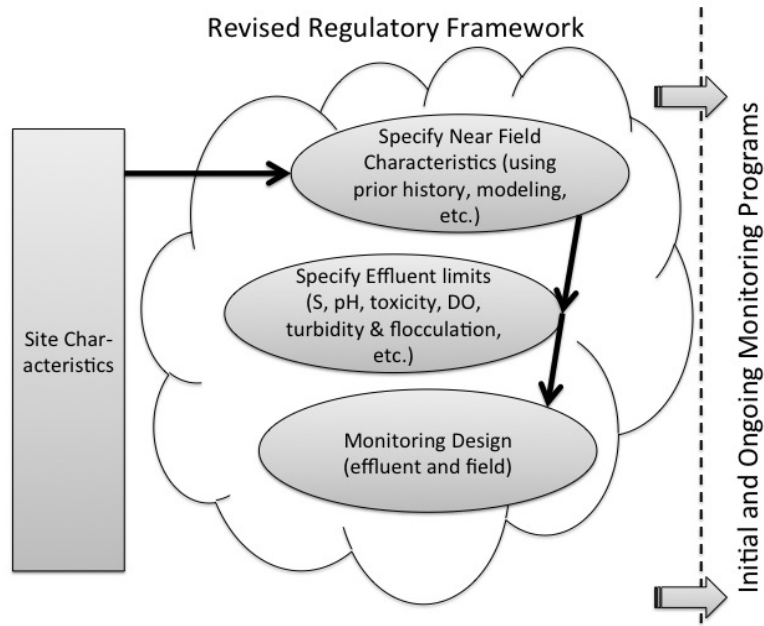 Revised Regulatory Framework
Specify Near Field
Characteristics (using
prior history, modeling,
etc.)
Specify Effluent limits
(S, pH, toxicity, DO,
turbidity & flocculation,
etc.)
Site Char-
acteristics
Monitoring Design
(effluent and field)
Initial and Ongoing Monitoring Programs